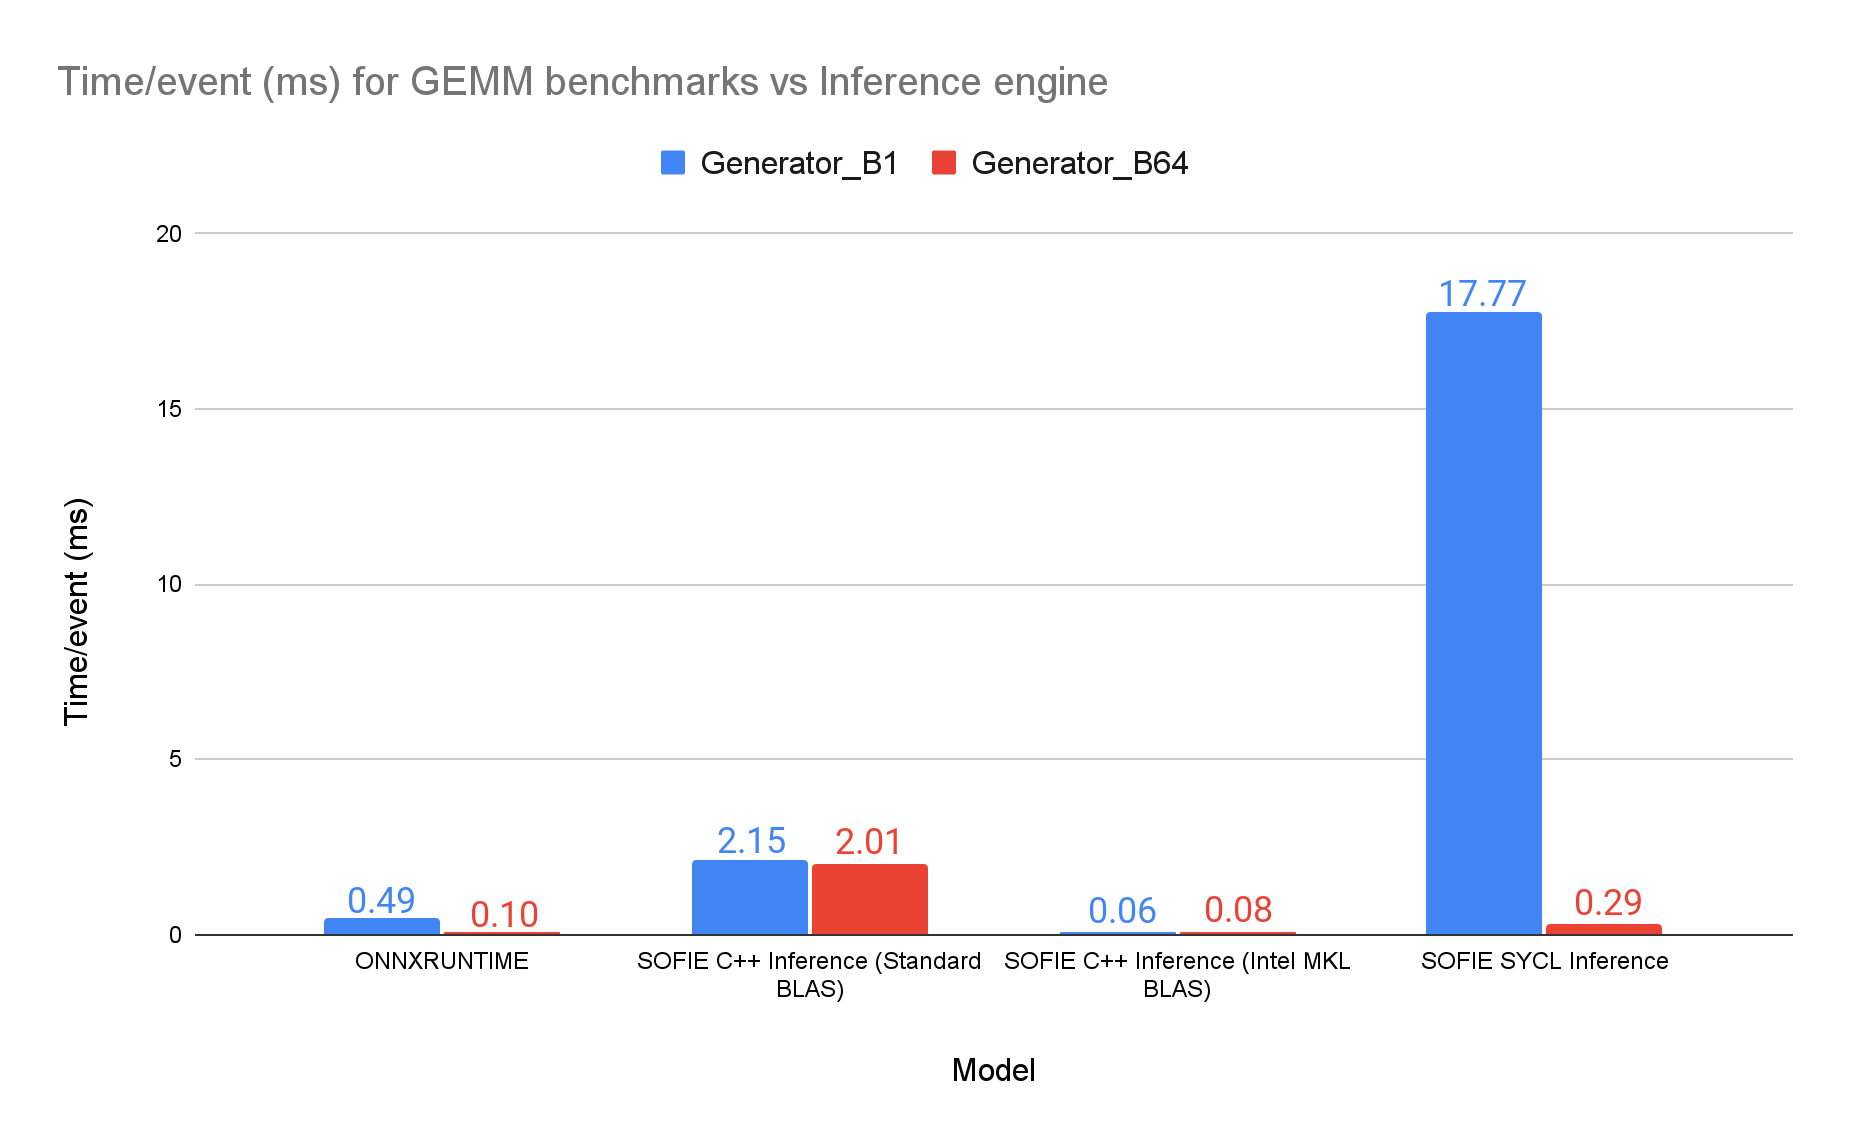 Time/event (ms) for GEMM benchmarks vs Inference engine
Generator_B1
Generator_B64
Time/event (ms)
20
15
10
5
0
0.49
0.10
2.15
2.01
0.06
0.08
17.77
0.29
ONNXRUNTIME
SOFIE C++ Inference (Standard
BLAS)
SOFIE C++ Inference (Intel MKL
BLAS)
SOFIE SYCL Inference
Model